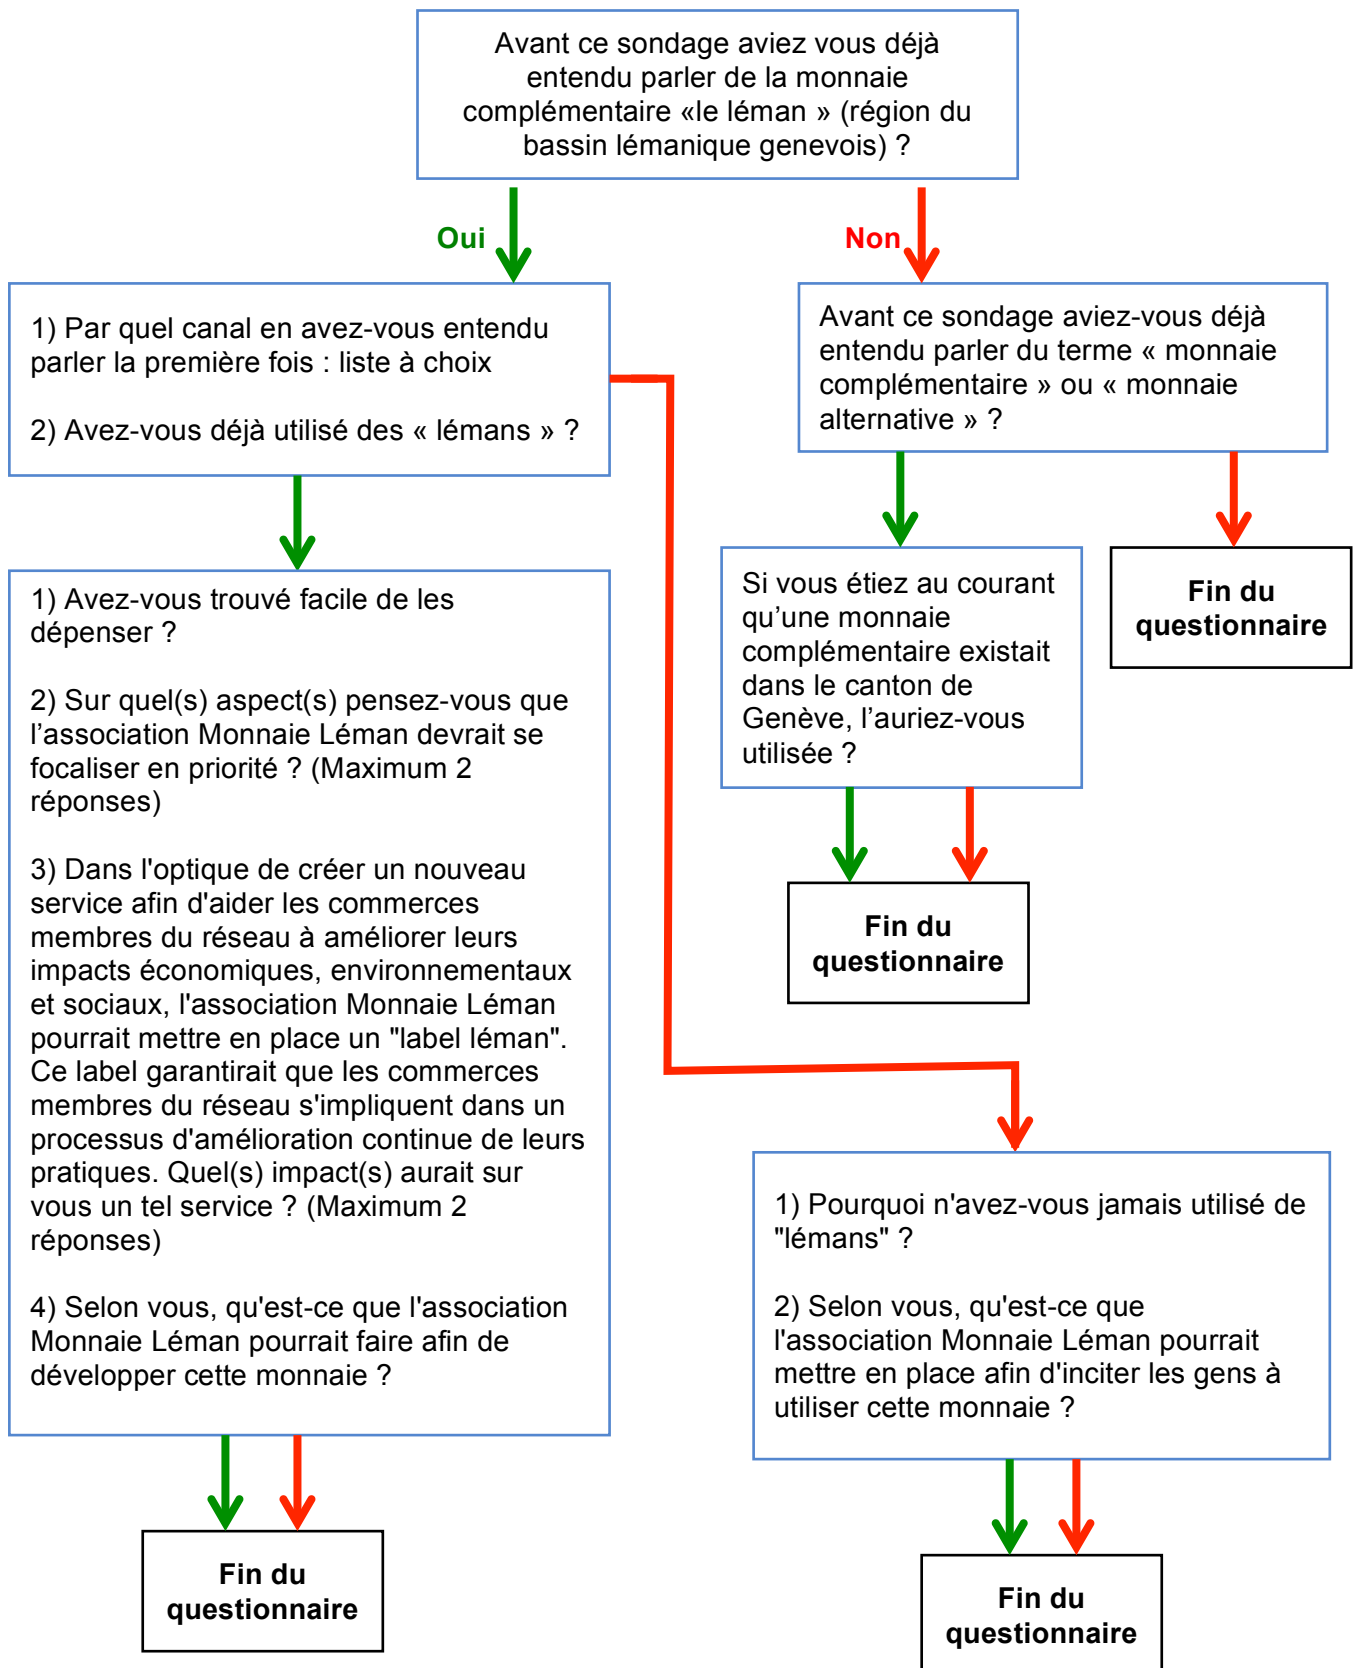 Avant ce sondage aviez vous déjà
entendu parler de la monnaie
complémentaire «le léman » (région du
bassin lémanique genevois) ?
Oui
Non
1) Par quel canal en avez-vous entendu
parler la première fois : liste à choix
2) Avez-vous déjà utilisé des « lémans » ?
Avant ce sondage aviez-vous déjà
entendu parler du terme « monnaie
complémentaire » ou « monnaie
alternative » ?
1) Avez-vous trouvé facile de les
dépenser ?
2) Sur quel(s) aspect(s) pensez-vous que
l’association Monnaie Léman devrait se
focaliser en priorité ? (Maximum 2
réponses)
3) Dans l'optique de créer un nouveau
service afin d'aider les commerces
membres du réseau à améliorer leurs
impacts économiques, environnementaux
et sociaux, l'association Monnaie Léman
pourrait mettre en place un "label léman".
Ce label garantirait que les commerces
membres du réseau s'impliquent dans un
processus d'amélioration continue de leurs
pratiques. Quel(s) impact(s) aurait sur
vous un tel service ? (Maximum 2
réponses)
4) Selon vous, qu'est-ce que l'association
Monnaie Léman pourrait faire afin de
développer cette monnaie ?
Si vous étiez au courant
qu’une monnaie
complémentaire existait
dans le canton de
Genève, l’auriez-vous
utilisée ?
Fin du
questionnaire
Fin du
questionnaire
1) Pourquoi n'avez-vous jamais utilisé de
"lémans" ?
2) Selon vous, qu'est-ce que
l'association Monnaie Léman pourrait
mettre en place afin d'inciter les gens à
utiliser cette monnaie ?
Fin du
questionnaire
Fin du
questionnaire